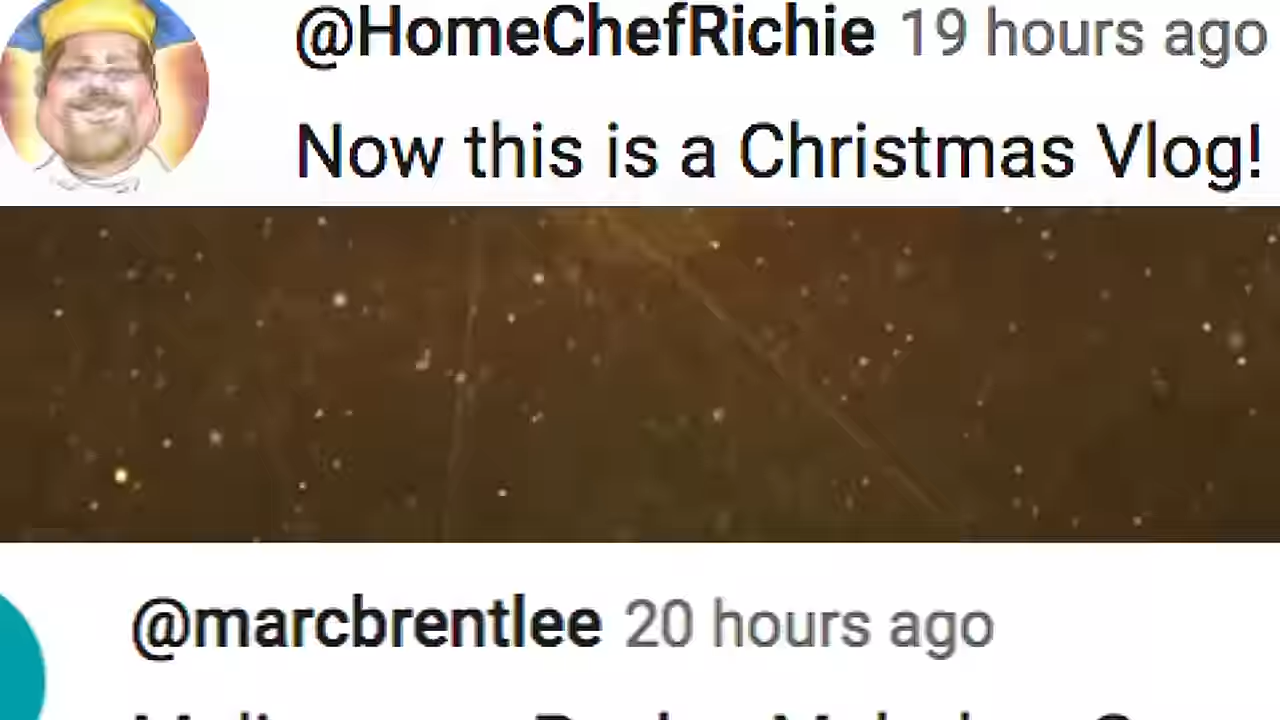 @HomeChefRichie 19 hours ago
Now this is a Christmas Vlog!
@marcbrentlee 20 hours ago